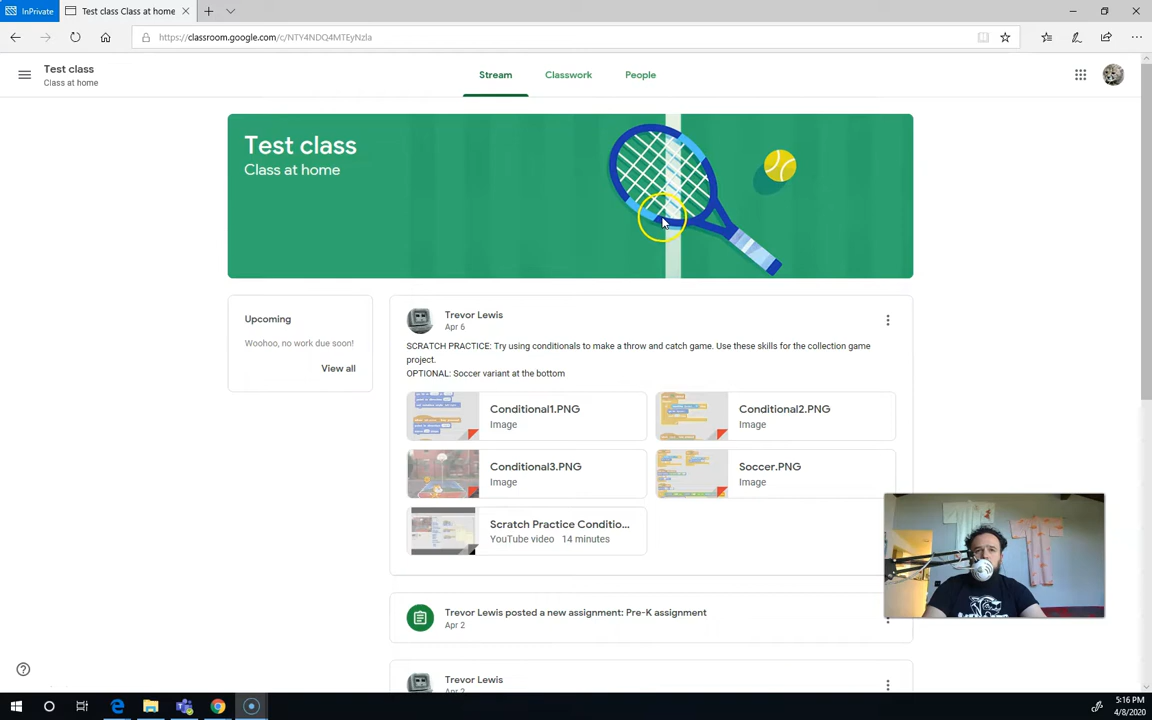 InPrivate
Test class Class at home
https://classroom.google.com/c/NTY4NDQ4MTEyNzla
Test class
Class at home
Stream
Classwork
People
Test class
Class at home
Upcoming
Woohoo, no work due soon!
View all
Trevor Lewis
Apr 6
SCRATCH PRACTICE: Try using conditionals to make a throw and catch game. Use these skills for the collection game
project.
OPTIONAL: Soccer variant at the bottom
Conditional1.PNG
Image
Conditional2.PNG
Image
Conditional3.PNG
Image
Soccer.PNG
Image
Scratch Practice Conditio...
YouTube video 14 minutes
Trevor Lewis posted a new assignment: Pre-K assignment
Apr 2
Trevor Lewis
Apr 2
5:16 PM
4/8/2020